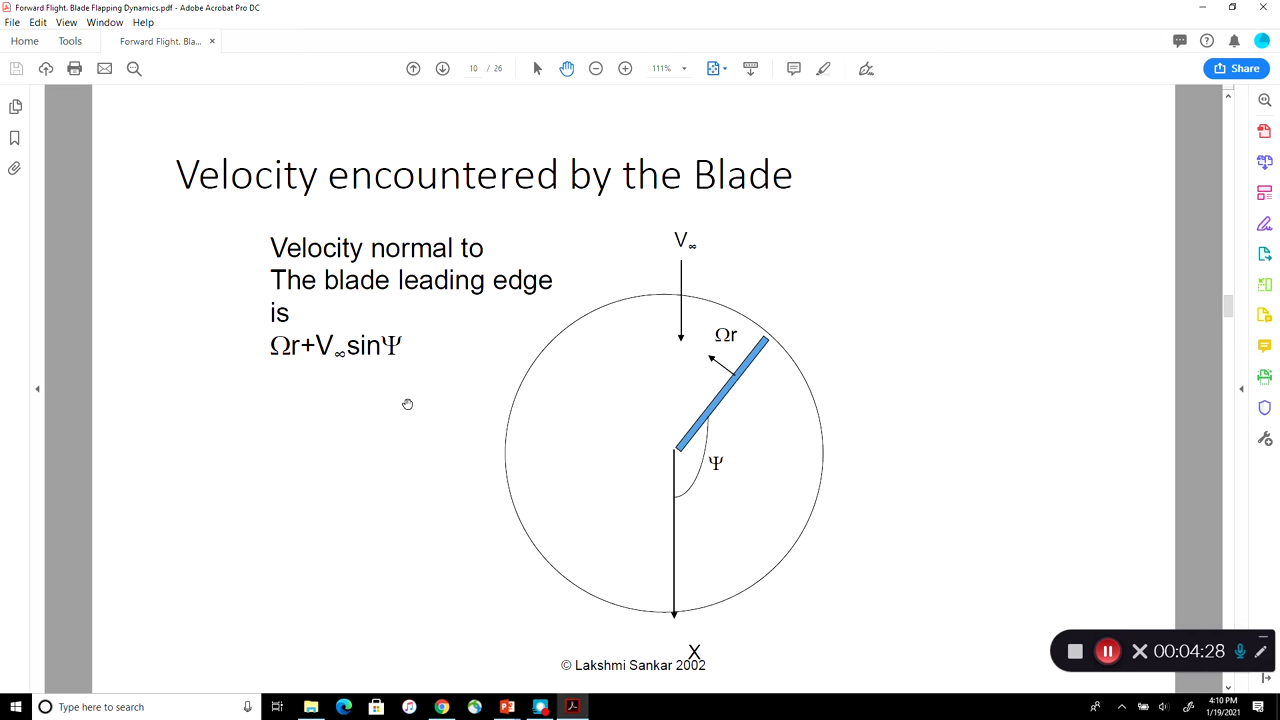 Forward Flight. Blade Flapping Dynamics.pdf - Adobe Acrobat Pro DC
File Edit View Window Help
Home Tools Forward Flight. Bla... ×
10 / 26 111% Share
Velocity encountered by the Blade
Velocity normal to
The blade leading edge
is
Ωr+V∞sinΨ
V∞
Ωr
Ψ
X
© Lakshmi Sankar 2002
00:04:28
Type here to search
4:10 PM
1/19/2021